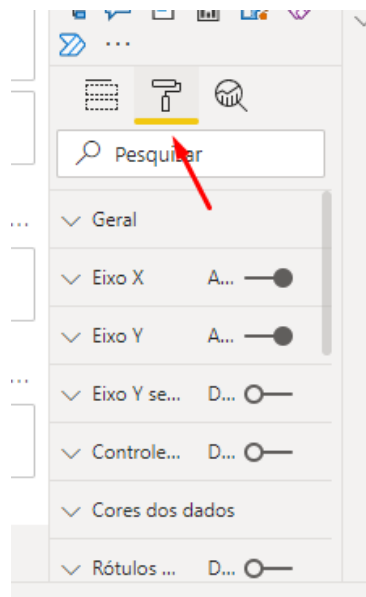 Pesquisar
Geral
Eixo X A...
Eixo Y A...
Eixo Y se... D...
Controle... D...
Cores dos dados
Rótulos ... D...